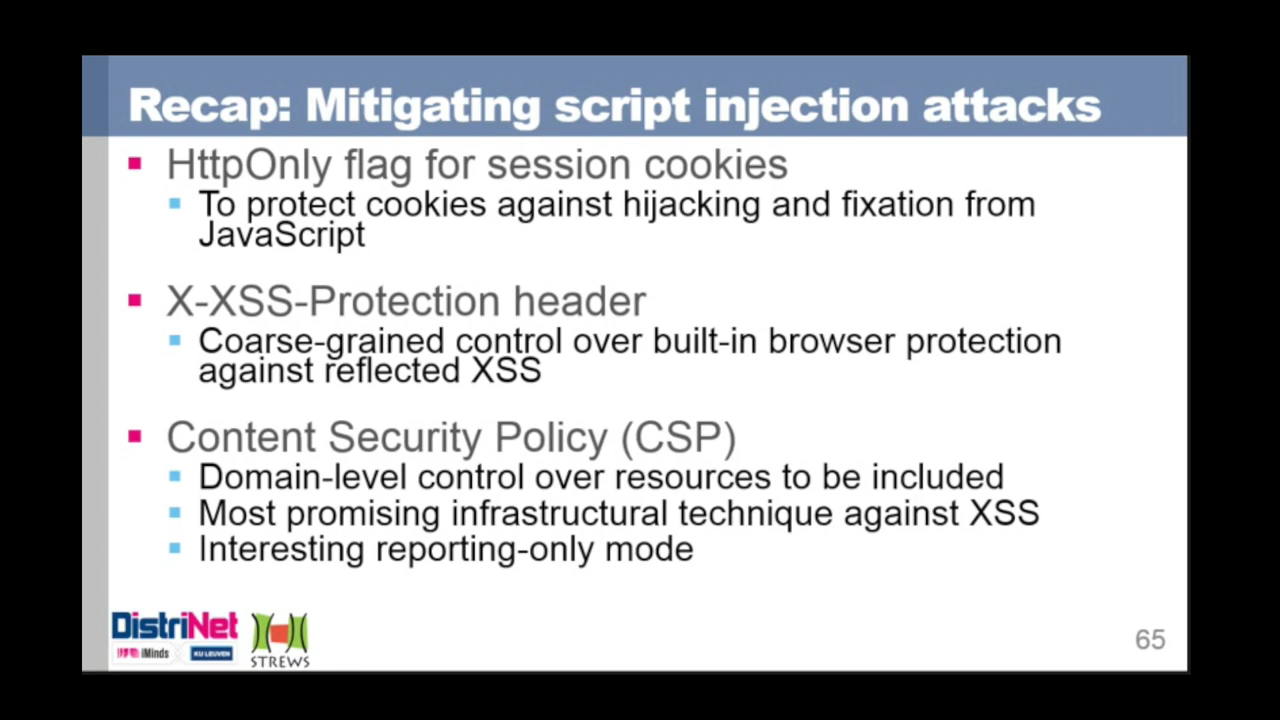 Recap: Mitigating script injection attacks
HttpOnly flag for session cookies
To protect cookies against hijacking and fixation from
JavaScript
X-XSS-Protection header
Coarse-grained control over built-in browser protection
against reflected XSS
Content Security Policy (CSP)
Domain-level control over resources to be included
Most promising infrastructural technique against XSS
Interesting reporting-only mode
DistriNet
iMinds KU LEUVEN
STREWS
65